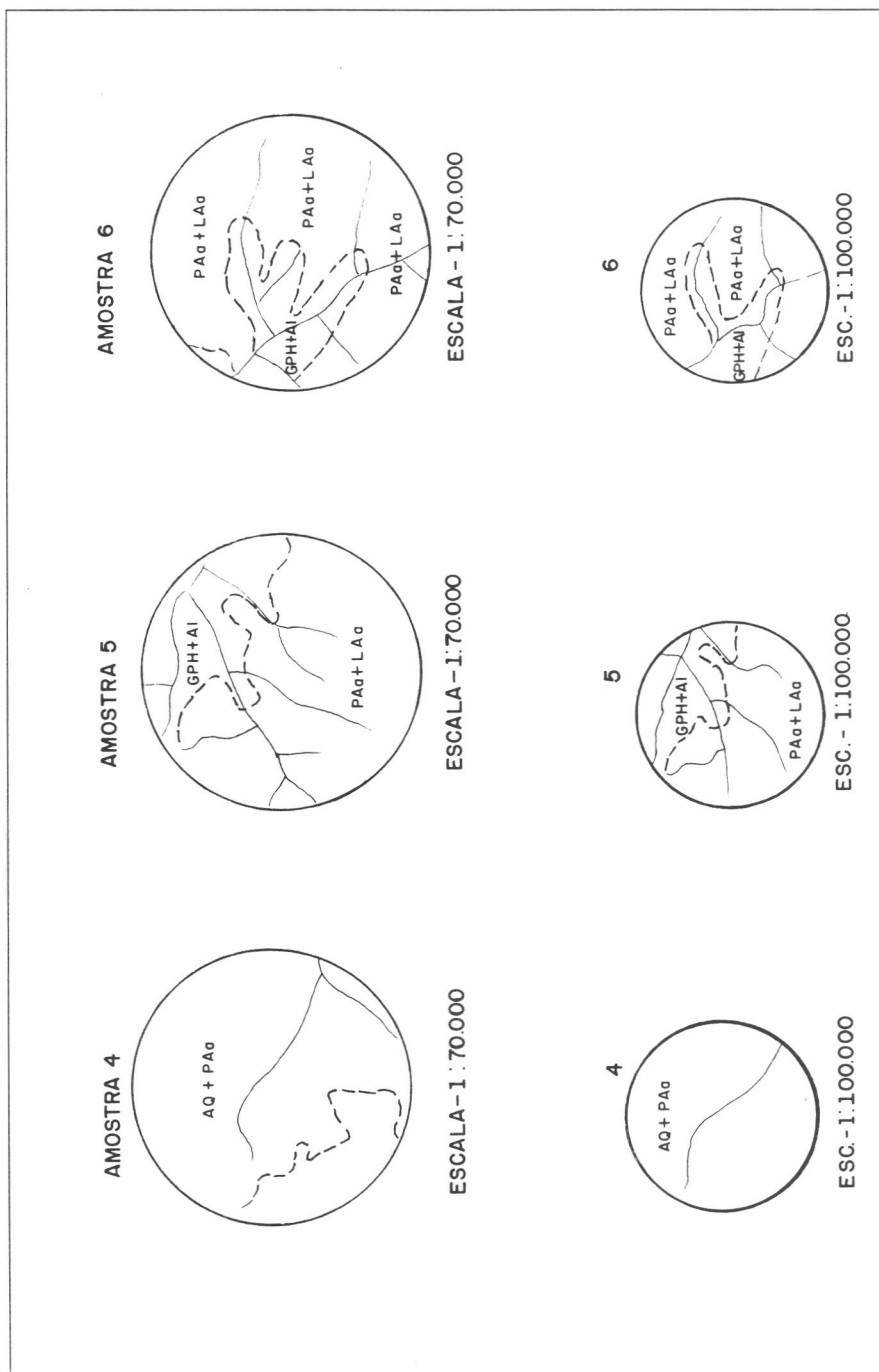 AMOSTRA 4
AQ + PAa
ESCALA - 1 : 70.000
AMOSTRA 5
GPH+AI
PAa + LAa
ESCALA - 1:70.000
AMOSTRA 6
PAa + LAa
PAa + LAa
GPH+AI
PAa + LAa
ESCALA - 1: 70.000
4
AQ + PAa
ESC. - 1:100.000
5
GPH+AI
PAa + LAa
ESC. - 1:100.000
6
PAa + LAa
PAa + LAa
GPH+AI
ESC. - 1:100.000